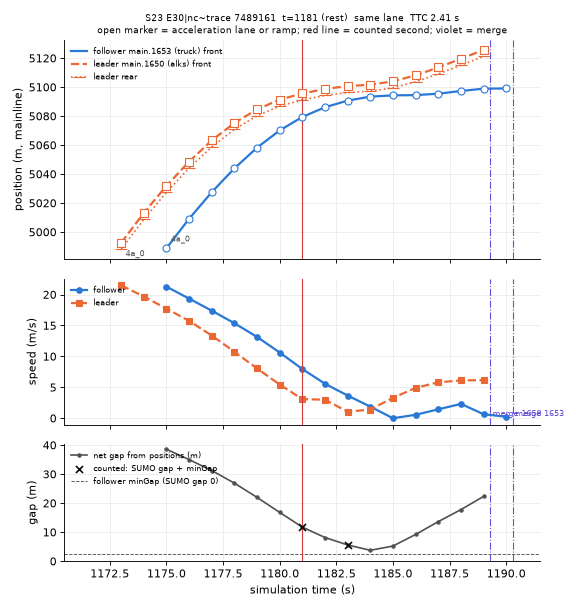 S23 E30|nc~trace 7489161  t=1181 (rest)  same lane  TTC 2.41 s
open marker = acceleration lane or ramp; red line = counted second; violet = merge
follower main.1653 (truck) front
leader main.1650 (alks) front
leader rear
position (m, mainline)
5120
5100
5080
5060
5040
5020
5000
4a_0
4a_0
follower
leader
speed (m/s)
20
15
10
5
0
merge 1653
net gap from positions (m)
counted: SUMO gap + minGap
follower minGap (SUMO gap 0)
gap (m)
40
30
20
10
0
1172.5
1175.0
1177.5
1180.0
1182.5
1185.0
1187.5
1190.0
simulation time (s)